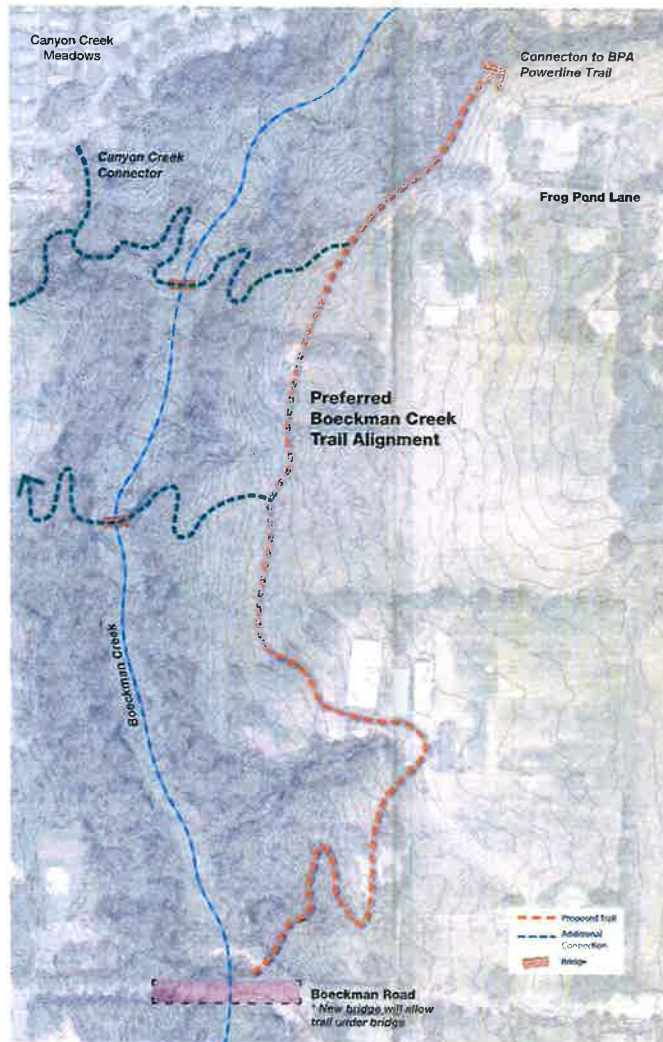 Canyon Creek
Meadows
Connecton to BPA
Powerline Trail
Canyon Creek
Connector
Frog Pond Lane
Preferred
Boeckman Creek
Trail Alignment
Boeckman Creek
Proposed Trail
Additional
Connection
Bridge
Boeckman Road
* New bridge will allow
trail under bridge